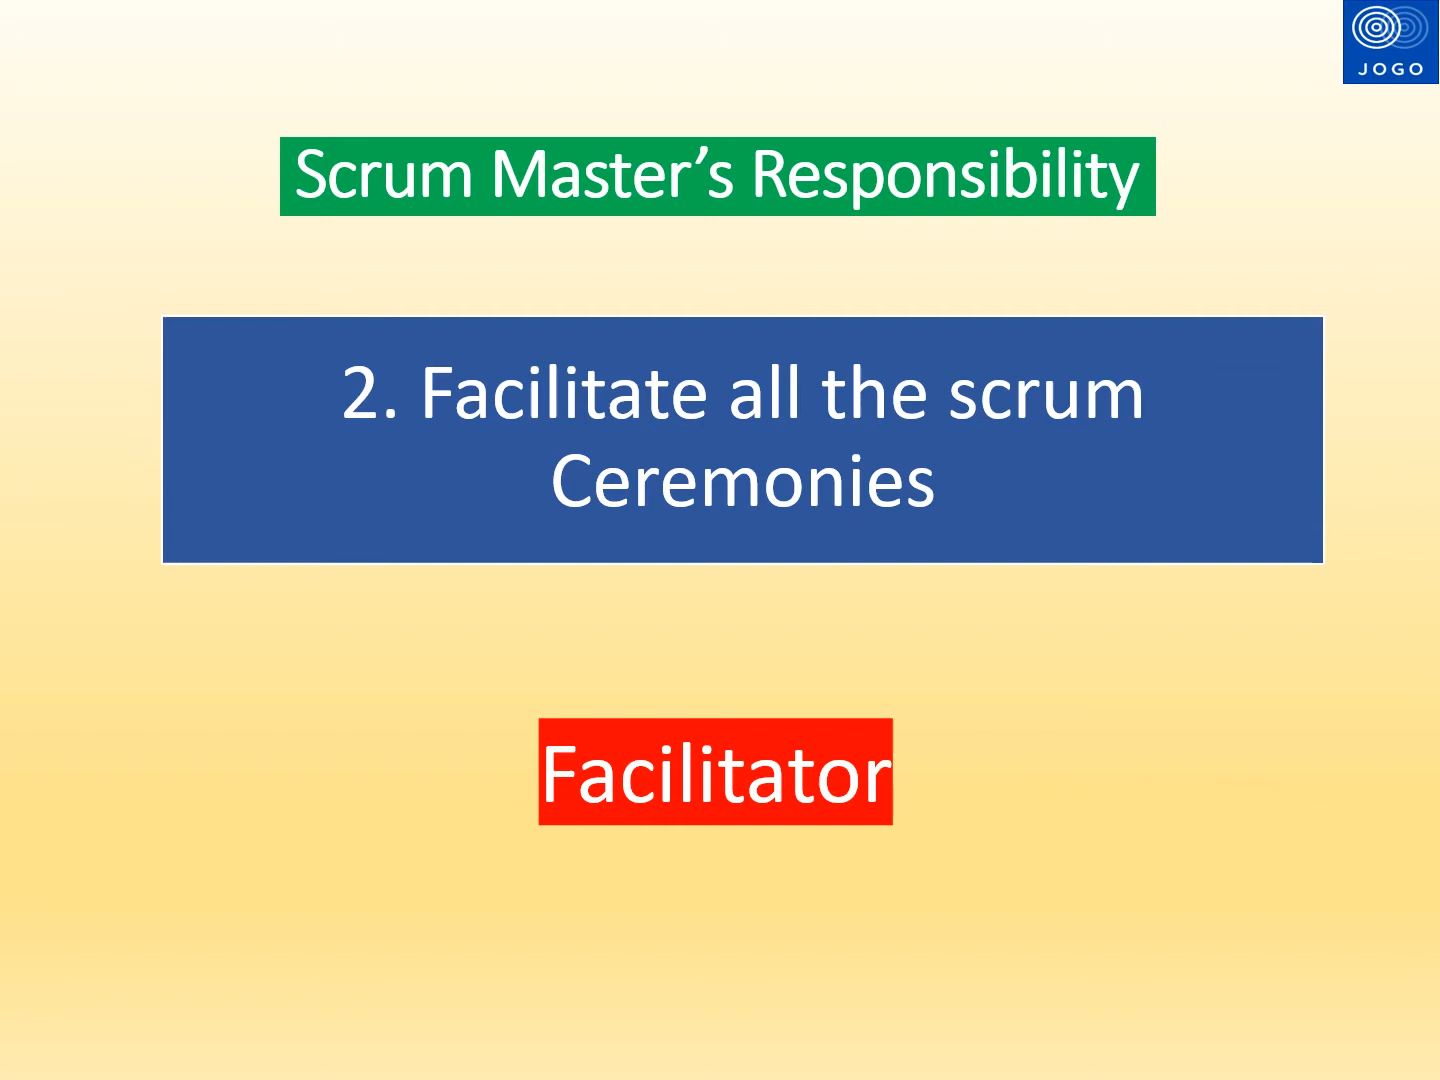 JOGO
Scrum Master’s Responsibility
2. Facilitate all the scrum
Ceremonies
Facilitator